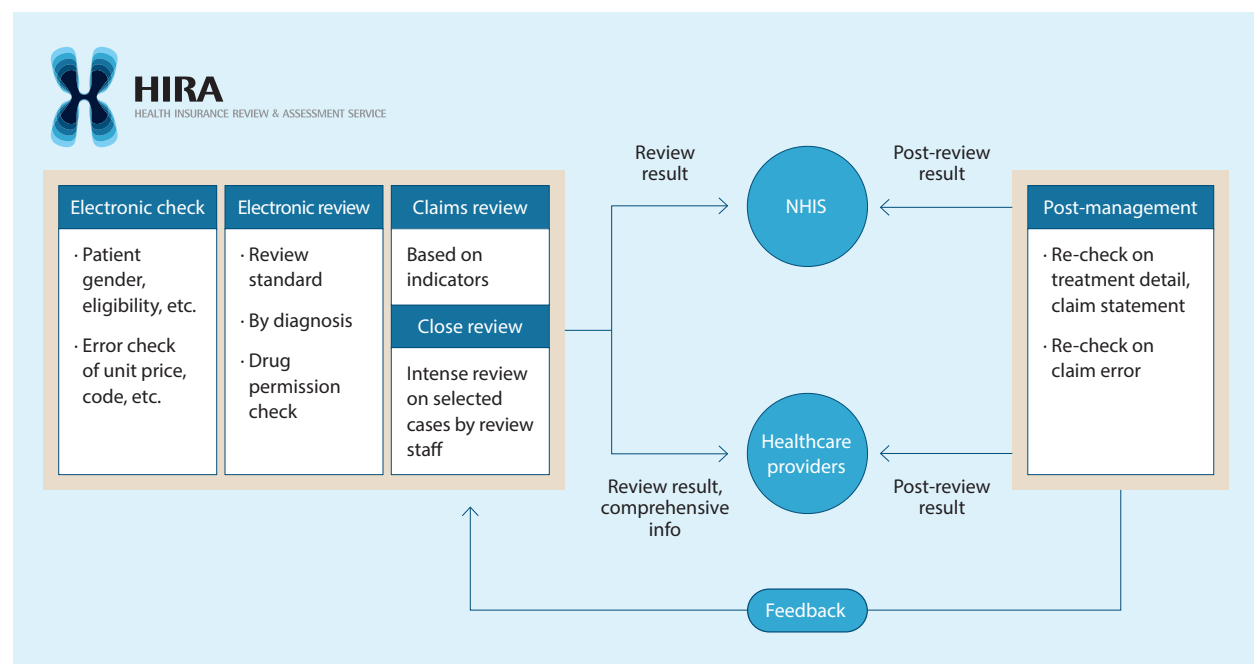 HIRA
HEALTH INSURANCE REVIEW & ASSESSMENT SERVICE
Electronic check
· Patient
gender,
eligibility, etc.
· Error check
of unit price,
code, etc.
Electronic review
· Review
standard
· By diagnosis
· Drug
permission
check
Claims review
Based on
indicators
Close review
Intense review
on selected
cases by review
staff
Review
result
NHIS
Post-review
result
Review result,
comprehensive
info
Healthcare
providers
Post-review
result
Post-management
· Re-check on
treatment detail,
claim statement
· Re-check on
claim error
Feedback